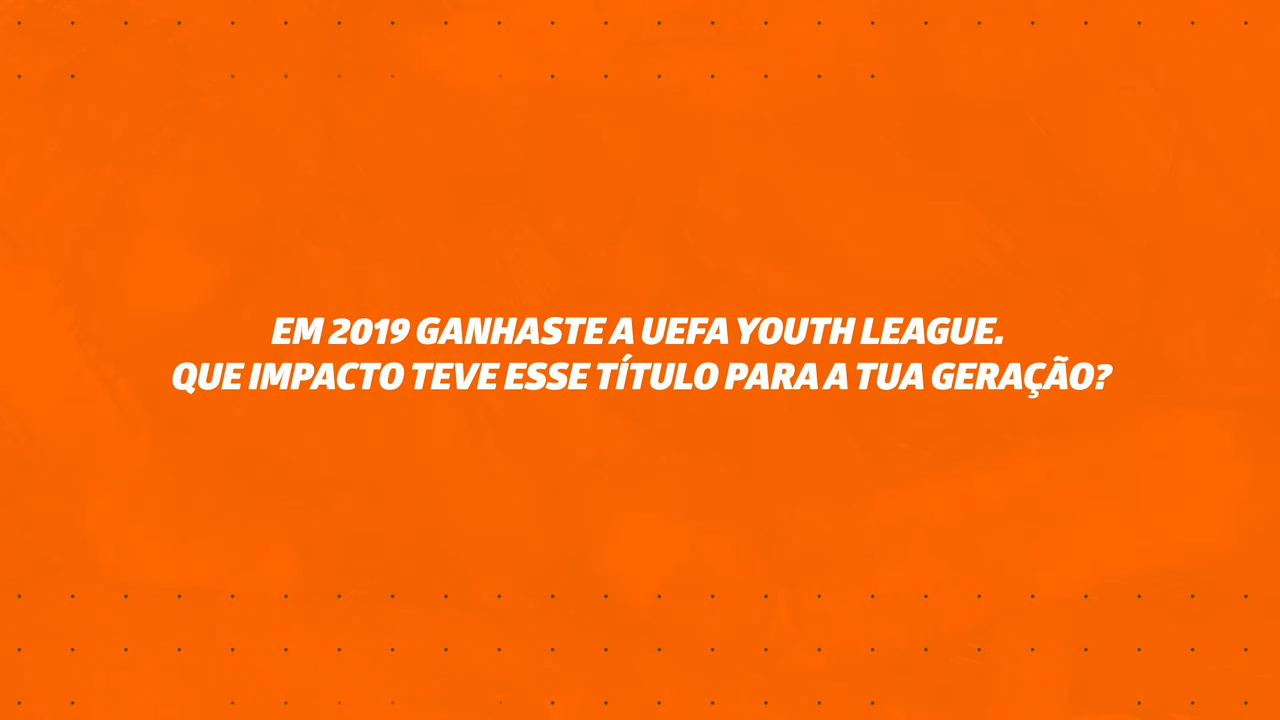 EM 2019 GANHASTE A UEFA YOUTH LEAGUE.
QUE IMPACTO TEVE ESSE TÍTULO PARA A TUA GERAÇÃO?